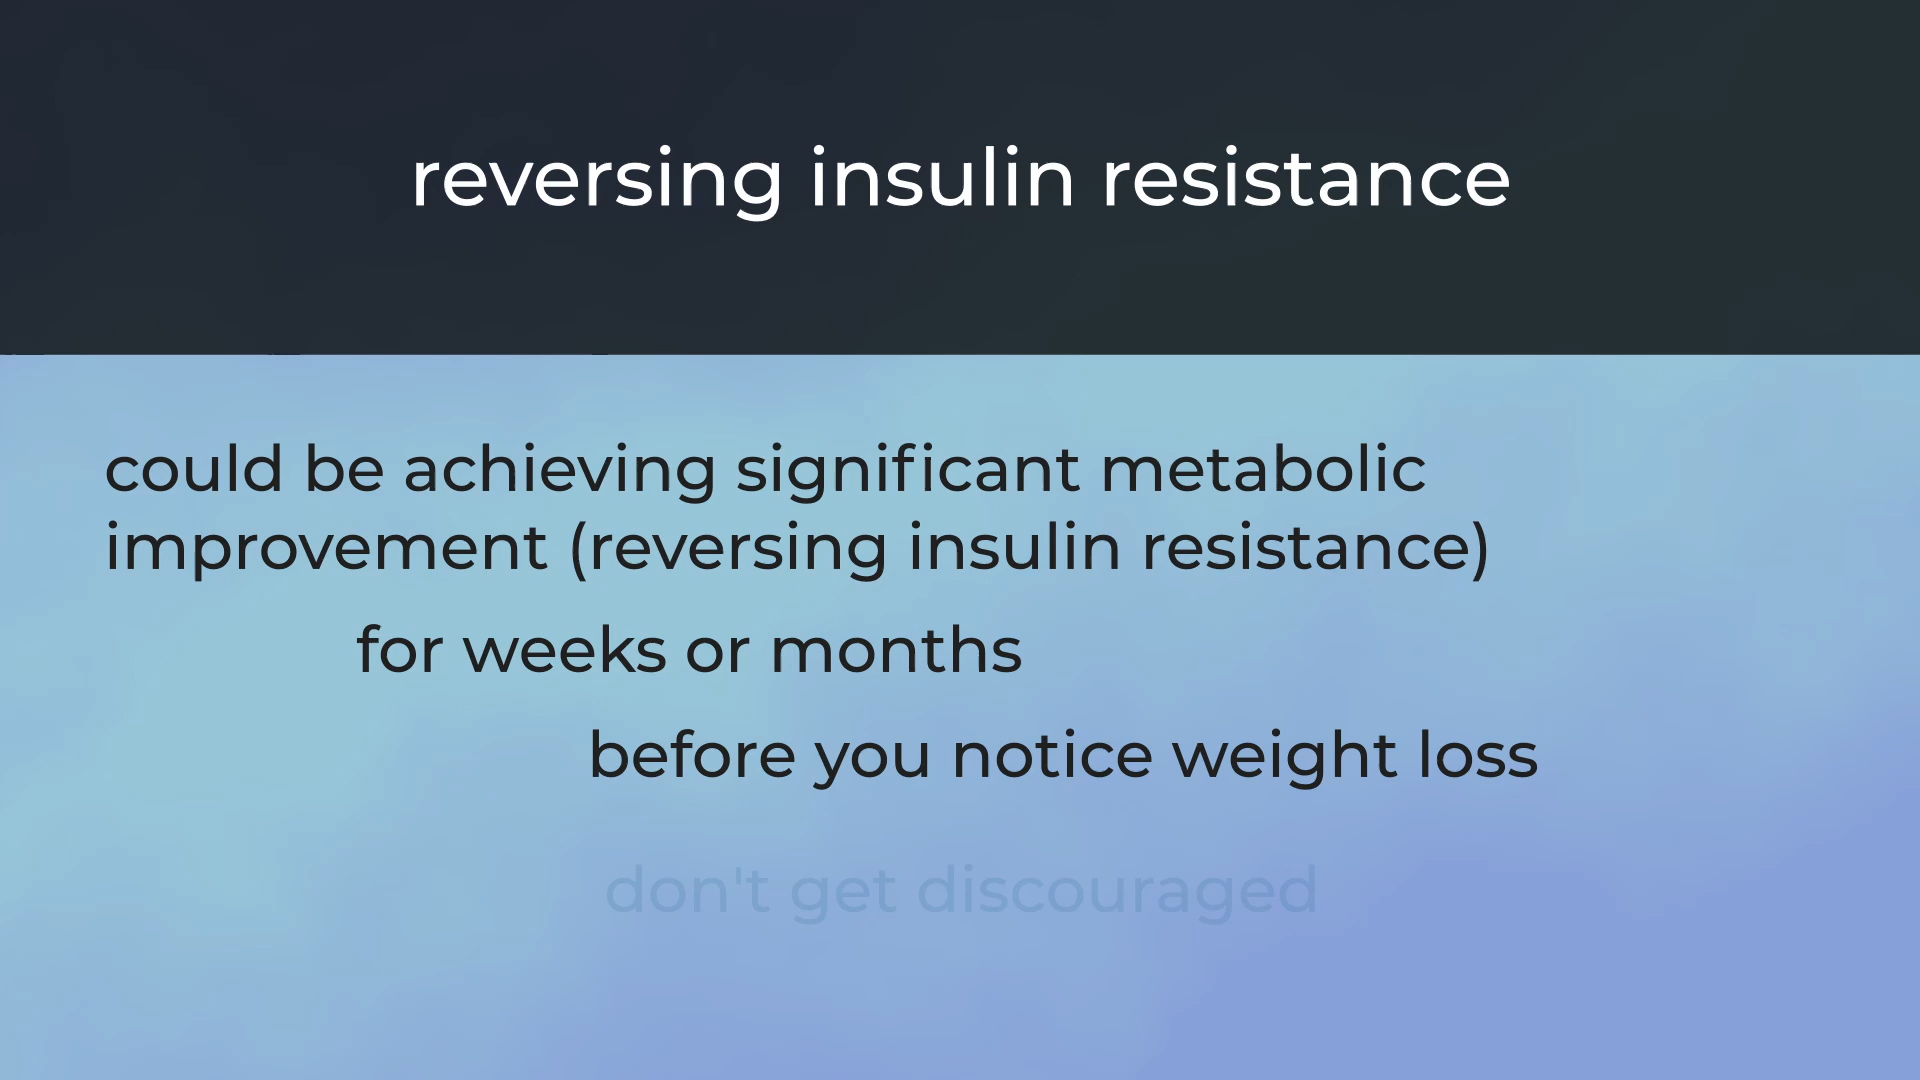 reversing insulin resistance
could be achieving significant metabolic
improvement (reversing insulin resistance)
for weeks or months
before you notice weight loss
don't get discouraged